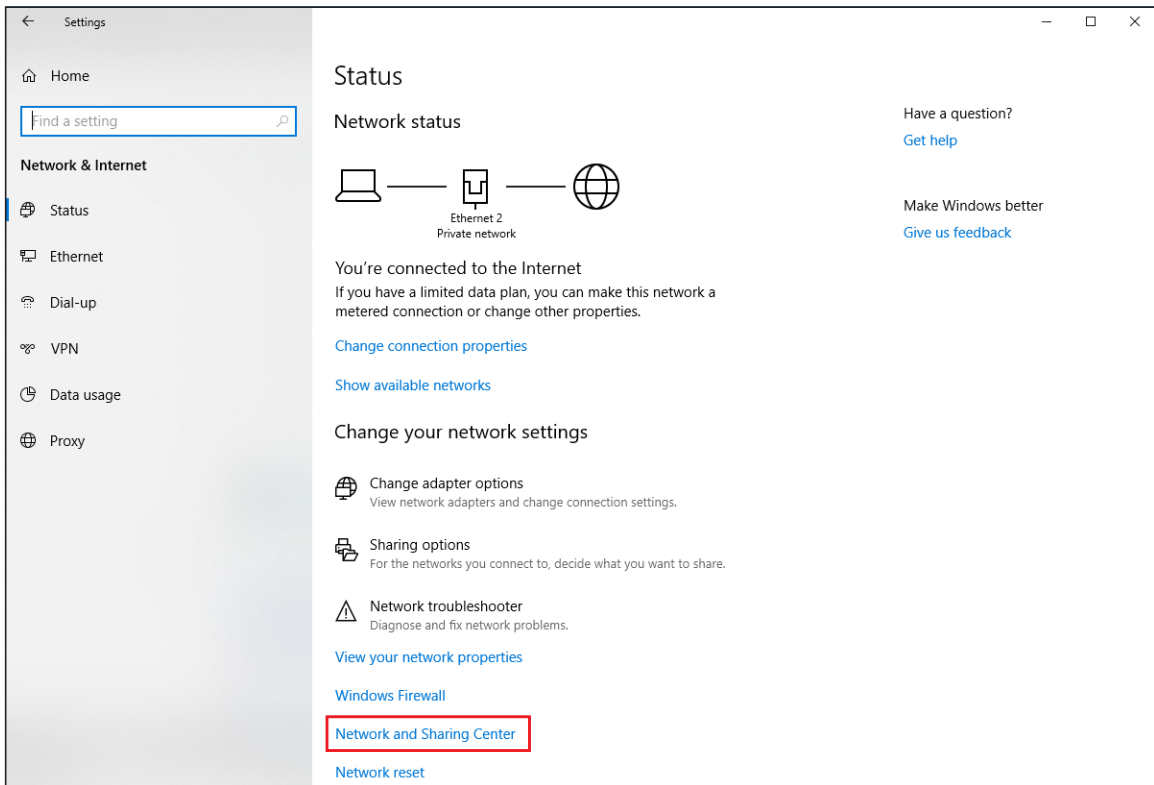 Settings
Home
Find a setting
Network & Internet
Status
Ethernet
Dial-up
VPN
Data usage
Proxy
Status
Network status
Ethernet 2
Private network
You're connected to the Internet
If you have a limited data plan, you can make this network a
metered connection or change other properties.
Change connection properties
Show available networks
Change your network settings
Change adapter options
View network adapters and change connection settings.
Sharing options
For the networks you connect to, decide what you want to share.
Network troubleshooter
Diagnose and fix network problems.
View your network properties
Windows Firewall
Network and Sharing Center
Network reset
Have a question?
Get help
Make Windows better
Give us feedback